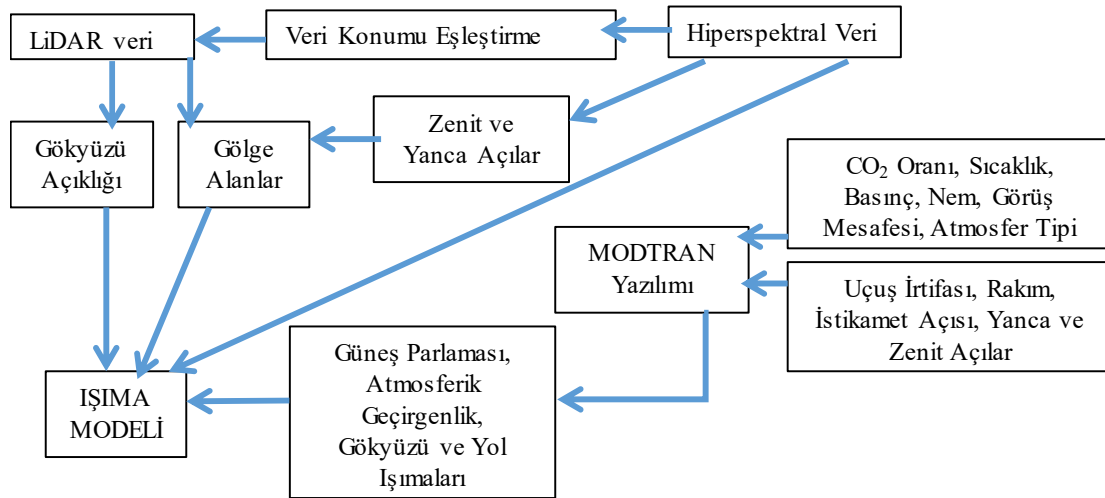 LiDAR veri
Veri Konumu Eşleştirme
Hiperspektral Veri
Gökyüzü
Açıklığı
Gölge
Alanlar
Zenit ve
Yanca Açılar
CO₂ Oranı, Sıcaklık,
Basınç, Nem, Görüş
Mesafesi, Atmosfer Tipi
MODTRAN
Yazılımı
Uçuş İrtifası, Rakım,
İstikamet Açısı, Yanca ve
Zenit Açılar
Güneş Parlaması,
Atmosferik
Geçirgenlik,
Gökyüzü ve Yol
Işımaları
IŞIMA
MODELİ